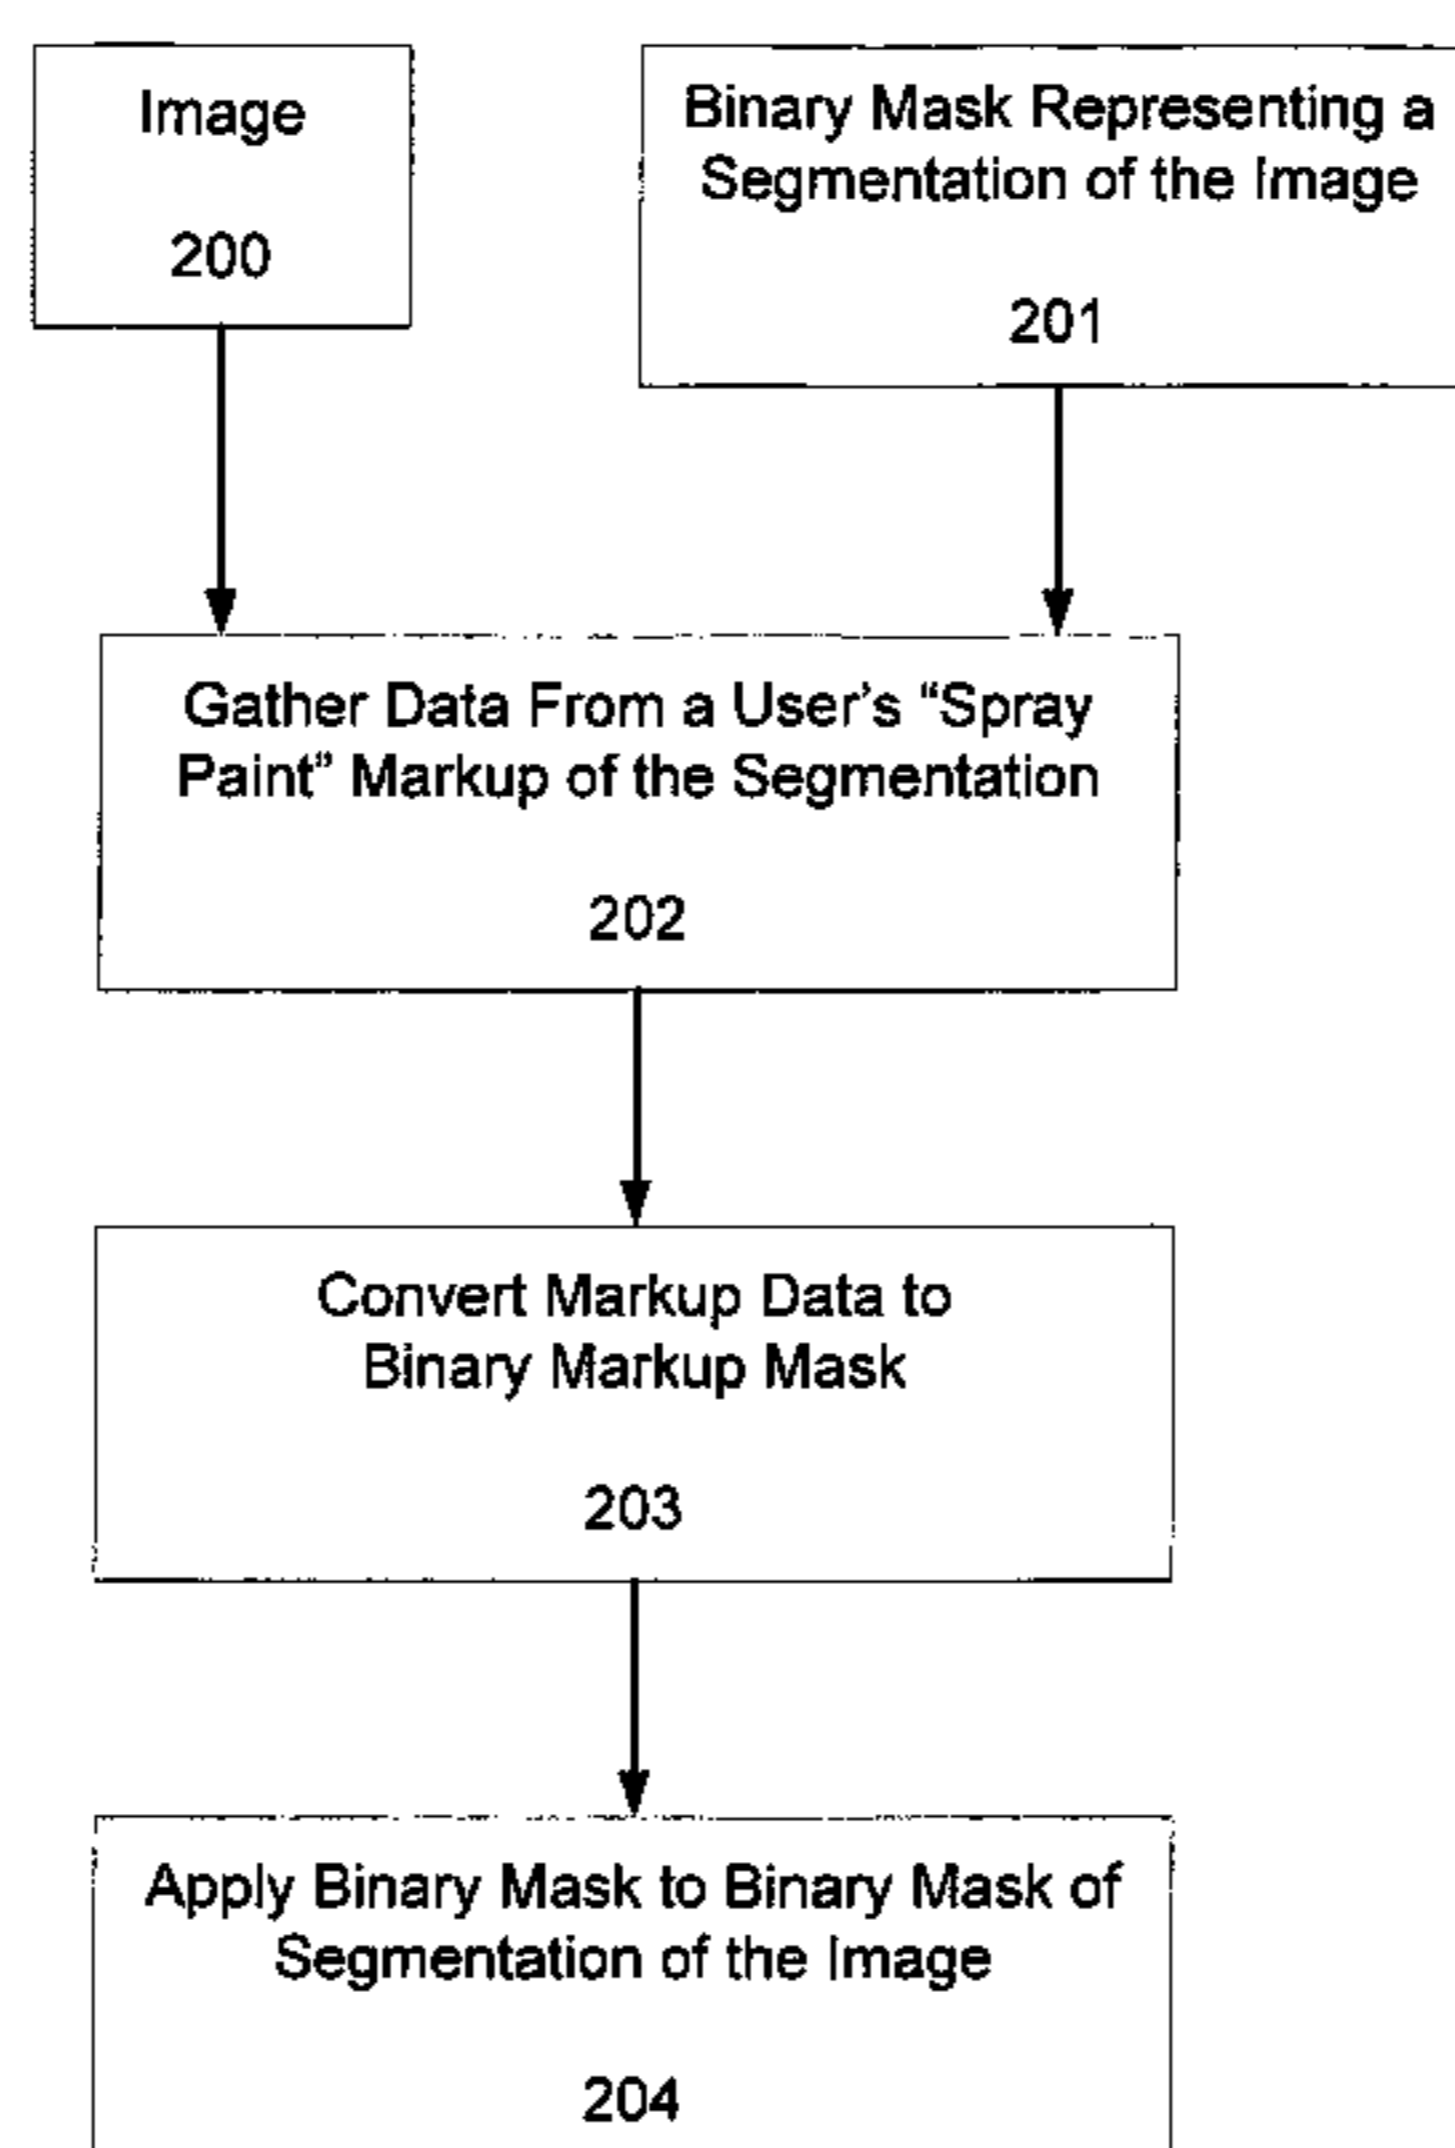 Image
200
Binary Mask Representing a
Segmentation of the Image
201
Gather Data From a User's “Spray
Paint” Markup of the Segmentation
202
Convert Markup Data to
Binary Markup Mask
203
Apply Binary Mask to Binary Mask of
Segmentation of the Image
204